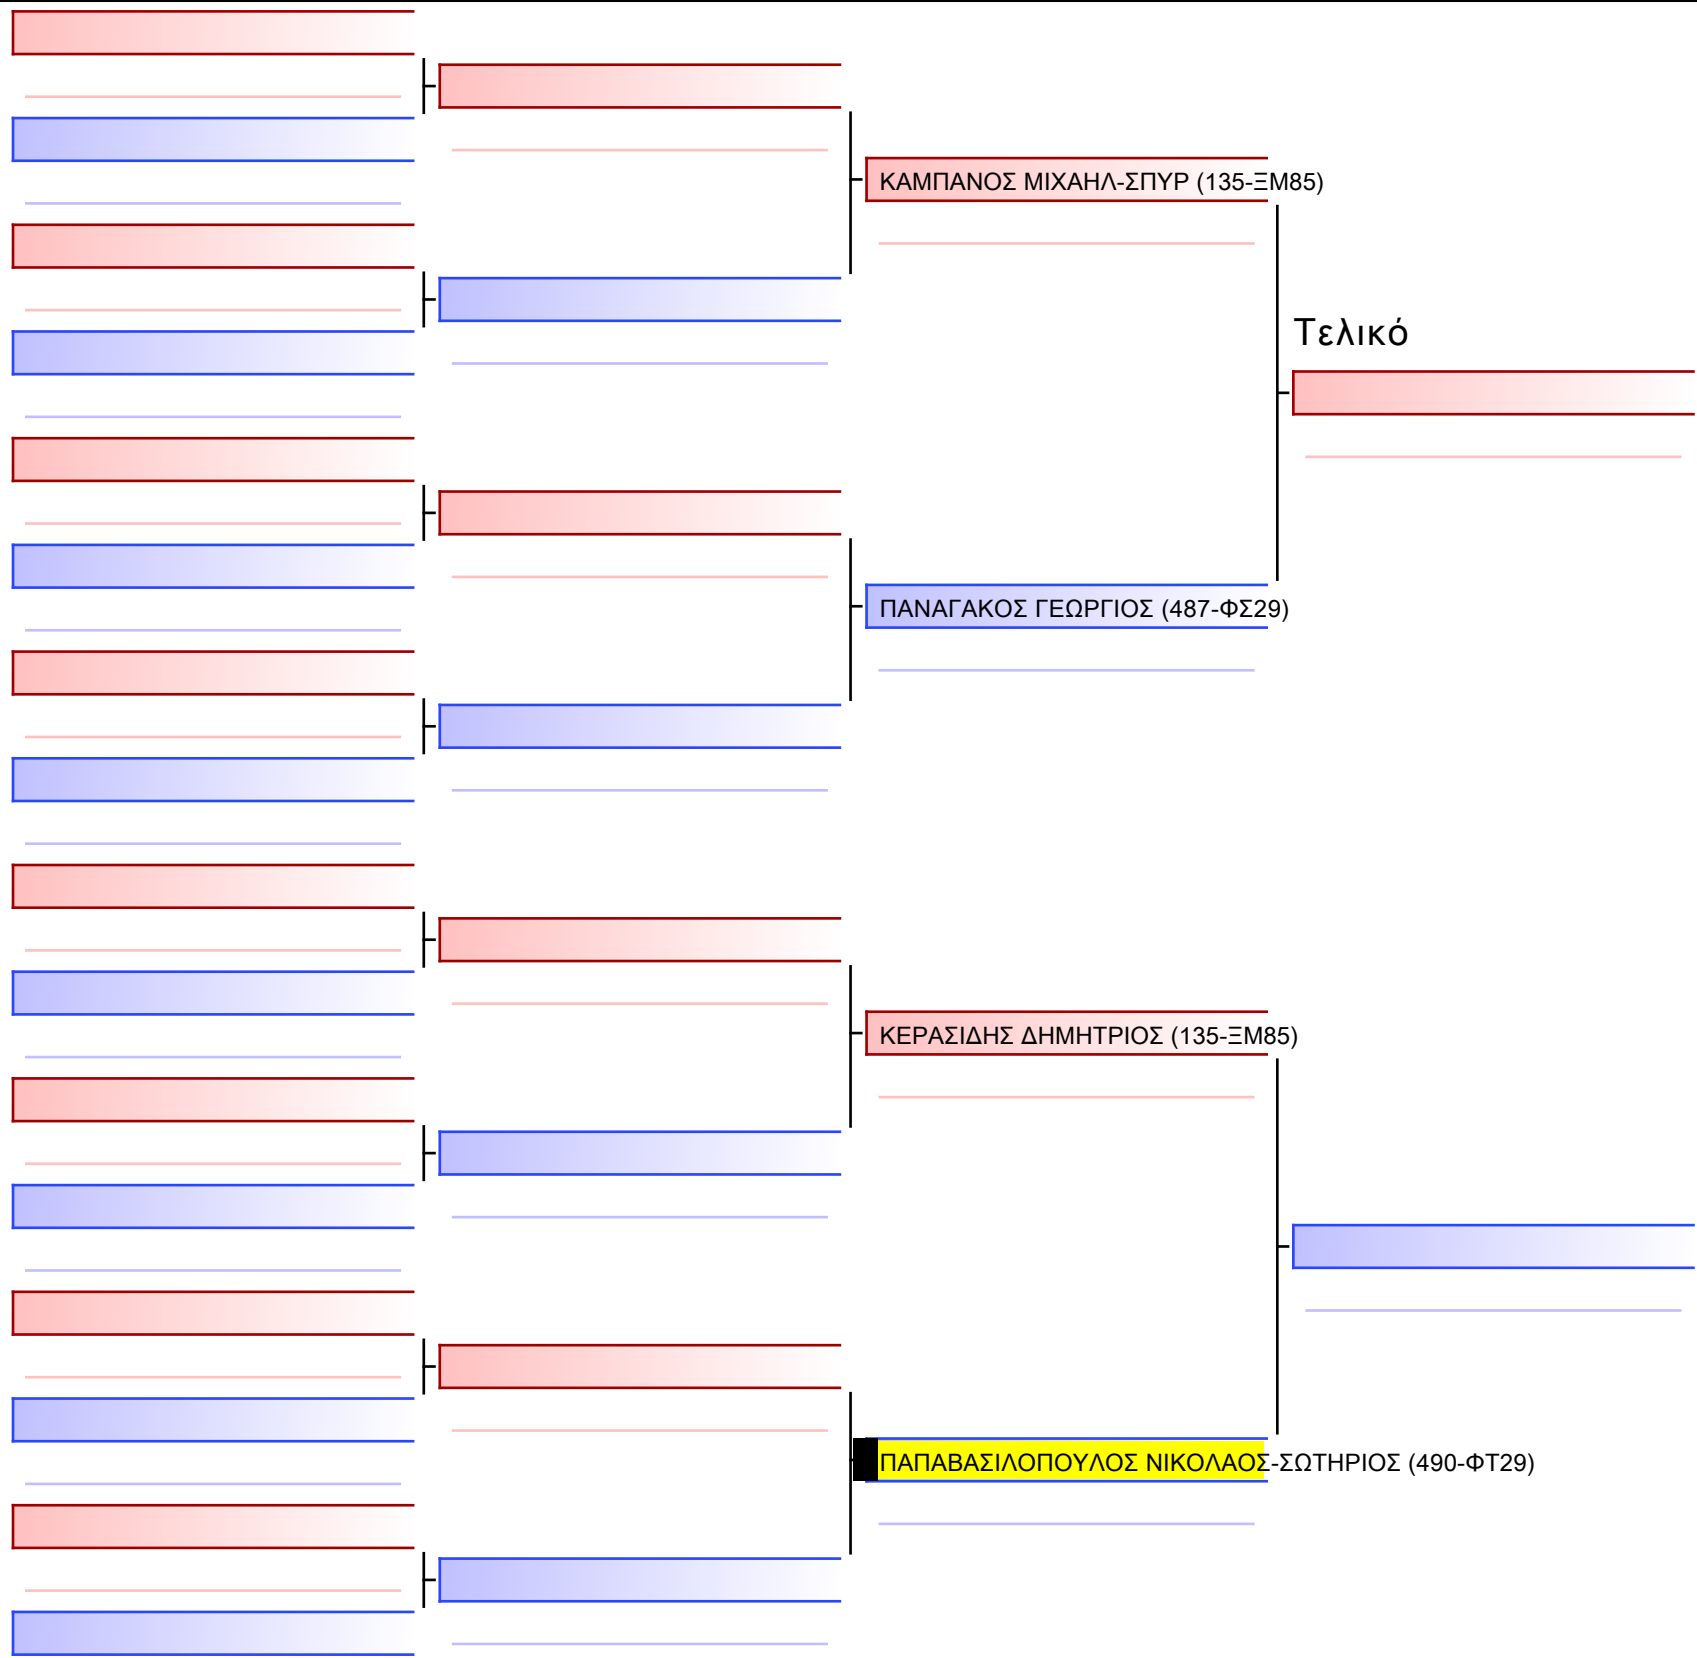 ΚΑΜΠΑΝΟΣ ΜΙΧΑΗΛ-ΣΠΥΡ (135-ΞΜ85)
Τελικό
ΠΑΝΑΓΑΚΟΣ ΓΕΩΡΓΙΟΣ (487-ΦΣ29)
ΚΕΡΑΣΙΔΗΣ ΔΗΜΗΤΡΙΟΣ (135-ΞΜ85)
ΠΑΠΑΒΑΣΙΛΟΠΟΥΛΟΣ ΝΙΚΟΛΑΟΣ-ΣΩΤΗΡΙΟΣ (490-ΦΤ29)